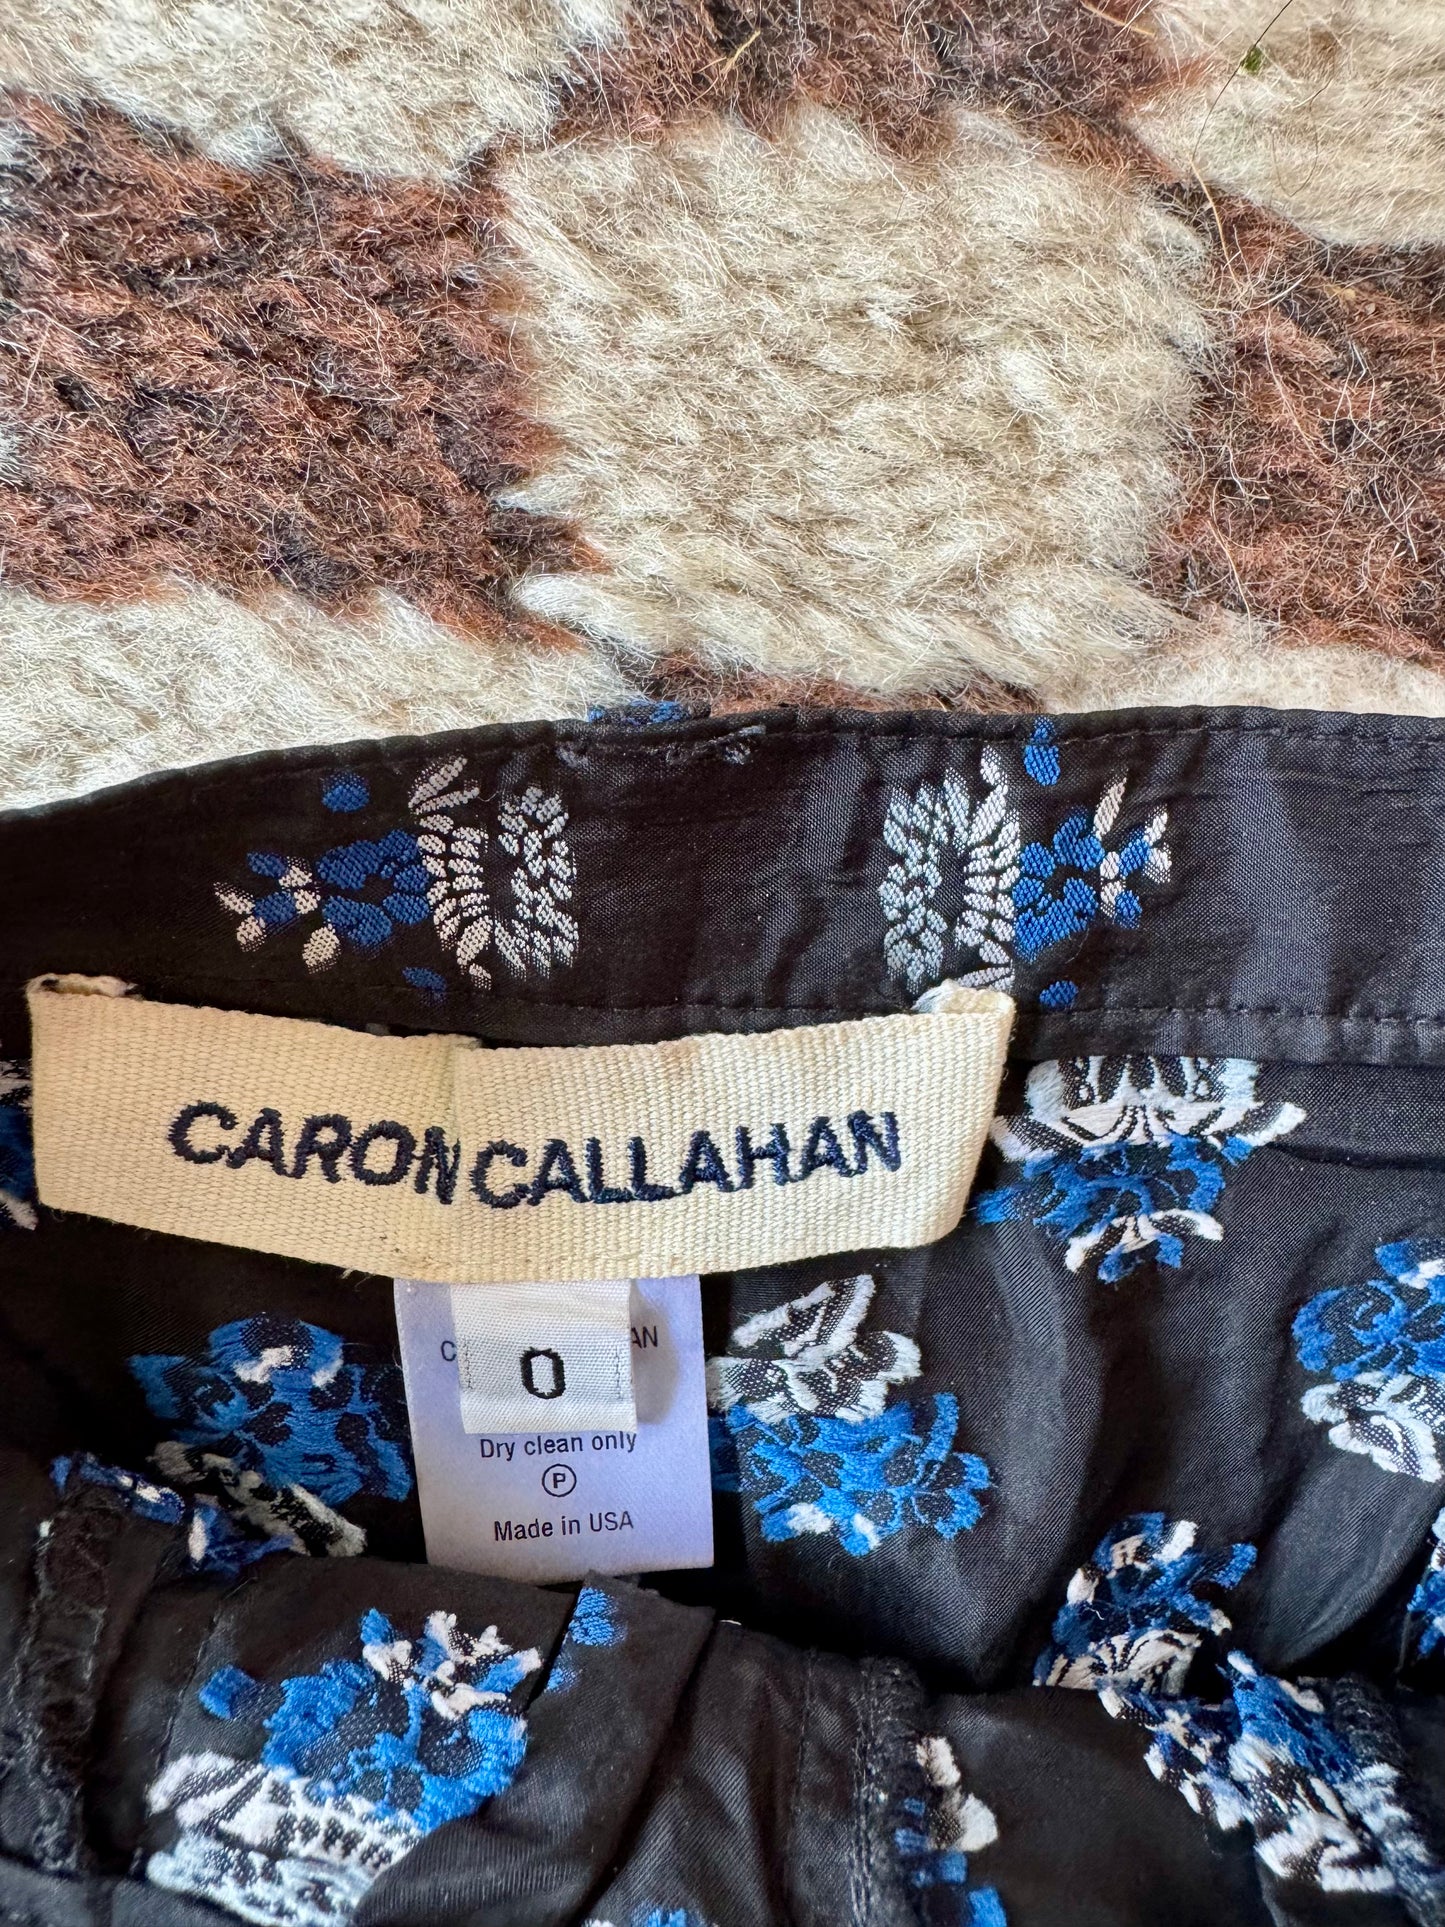 CARON CALLAHAN
0
Dry clean only
P
Made in USA